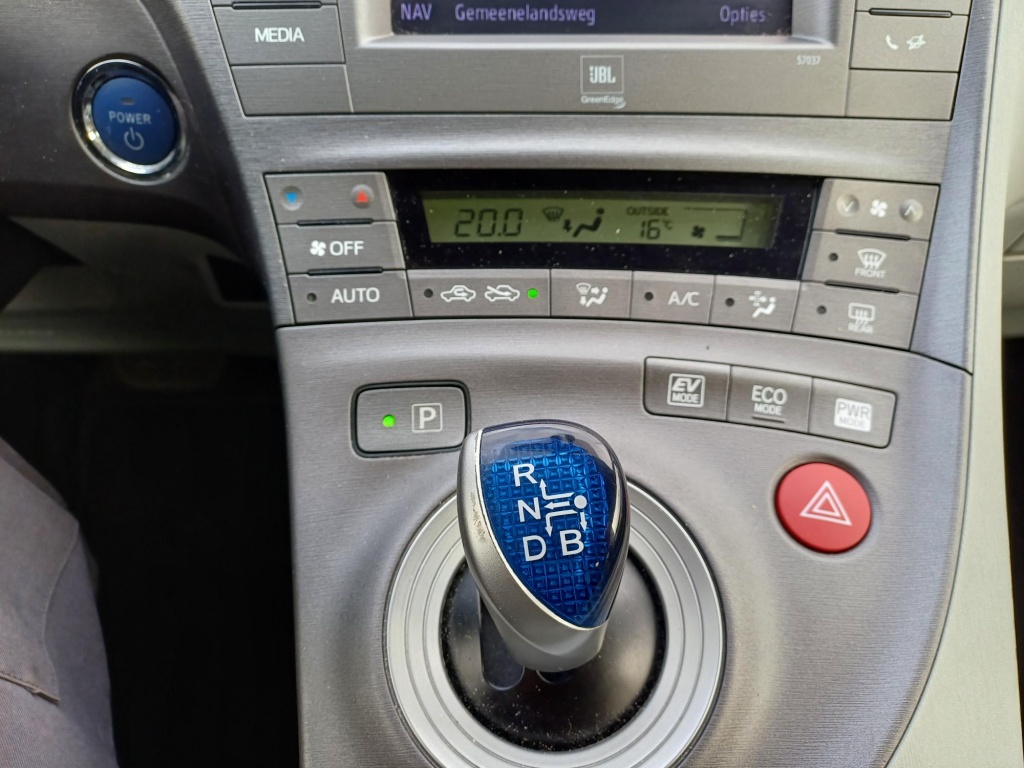 NAV Gemeenelandsweg Opties
MEDIA
57037
JBL
GreenEdge
POWER
20.0
OUTSIDE
16°C
OFF
FRONT
AUTO
A/C
REAR
P
EV
MODE
ECO
MODE
PWR
MODE
R
N
D B